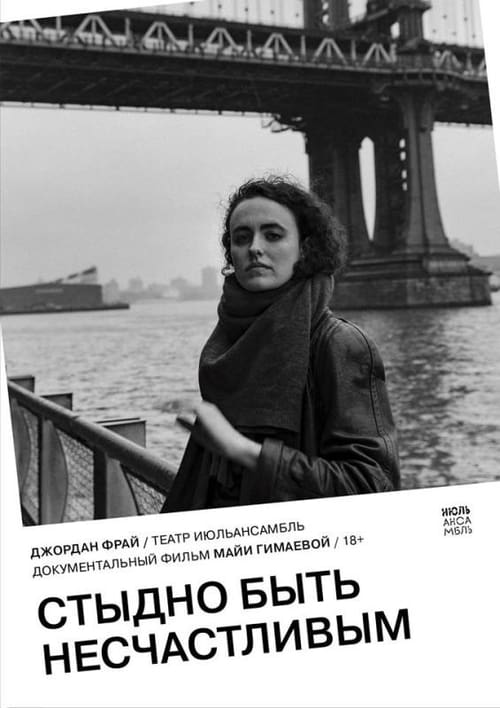 ИЮЛЬ
АНСА
МБЛЬ
ДЖОРДАН ФРАЙ / ТЕАТР ИЮЛЬАНСАМБЛЬ
ДОКУМЕНТАЛЬНЫЙ ФИЛЬМ МАЙИ ГИМАЕВОЙ / 18+
СТЫДНО БЫТЬ
НЕСЧАСТЛИВЫМ